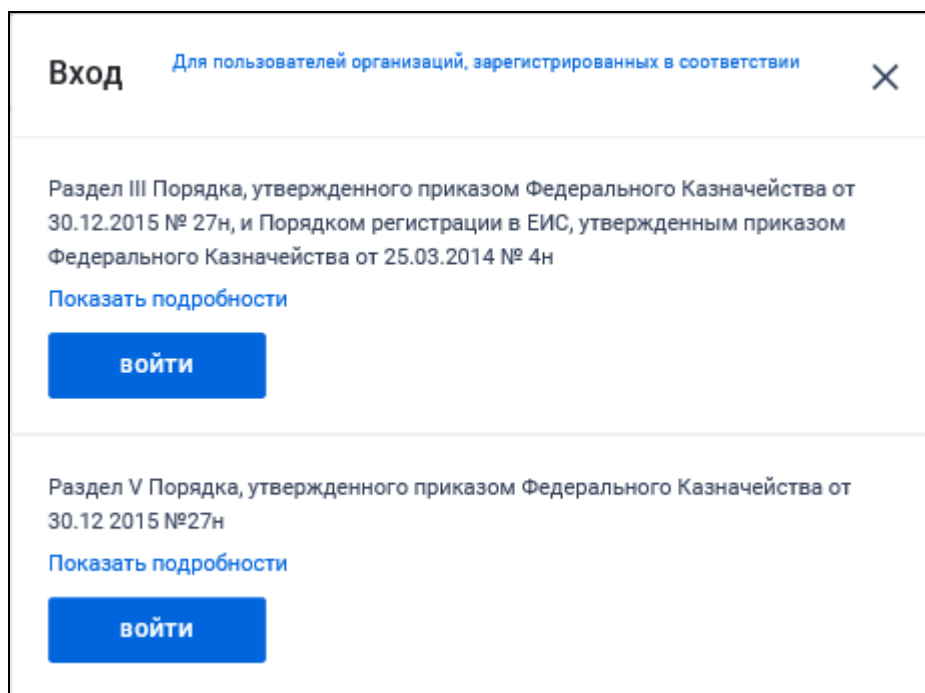 Вход
Для пользователей организаций, зарегистрированных в соответствии
Раздел III Порядка, утвержденного приказом Федерального Казначейства от
30.12.2015 № 27н, и Порядком регистрации в ЕИС, утвержденным приказом
Федерального Казначейства от 25.03.2014 № 4н
Показать подробности
войти
Раздел V Порядка, утвержденного приказом Федерального Казначейства от
30.12 2015 №27н
Показать подробности
войти